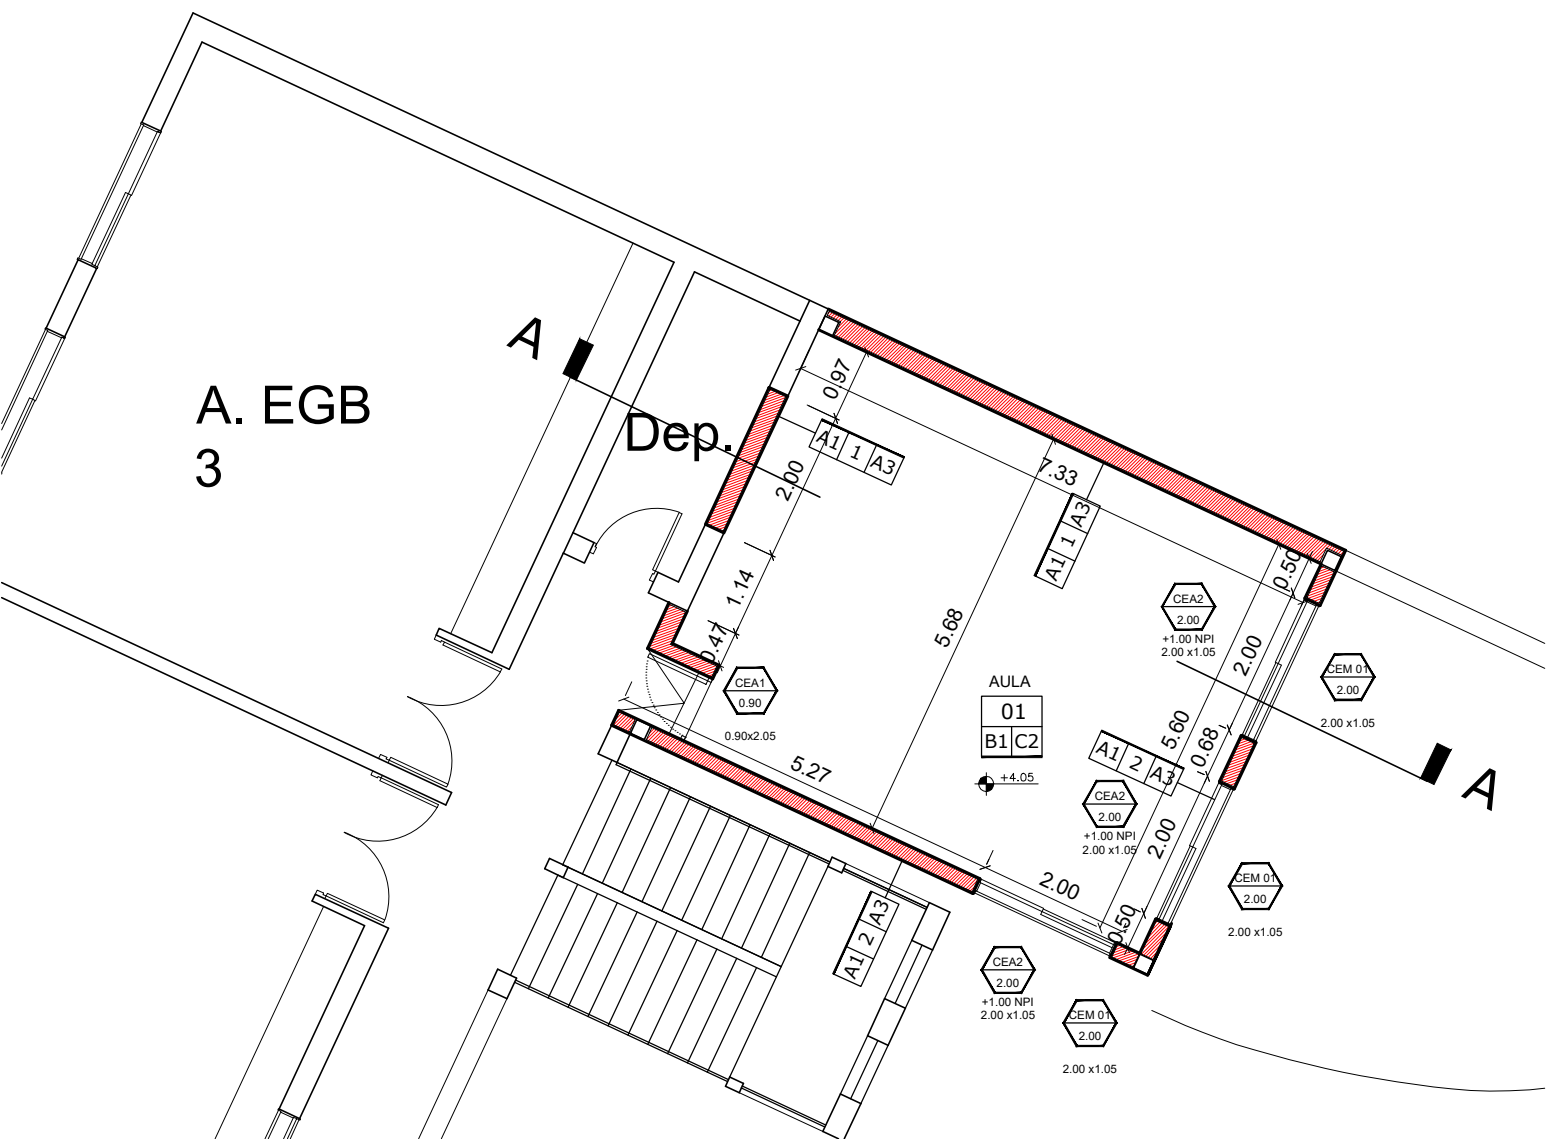 A
A. EGB
3
Dep.
0.97
A1 1 A3
2.00
7.33
A1 1 A3
1.14
0.47
5.68
0.50
CEA2
2.00
+1.00 NPI
2.00 x1.05
2.00
CEM 01
2.00
2.00 x1.05
CEA1
0.90
0.90x2.05
AULA
01
B1 C2
+4.05
5.60
0.68
A1 2 A3
A
5.27
CEA2
2.00
+1.00 NPI
2.00 x1.05
2.00
2.00
0.50
CEM 01
2.00
2.00 x1.05
A1 2 A3
CEA2
2.00
+1.00 NPI
2.00 x1.05
CEM 01
2.00
2.00 x1.05